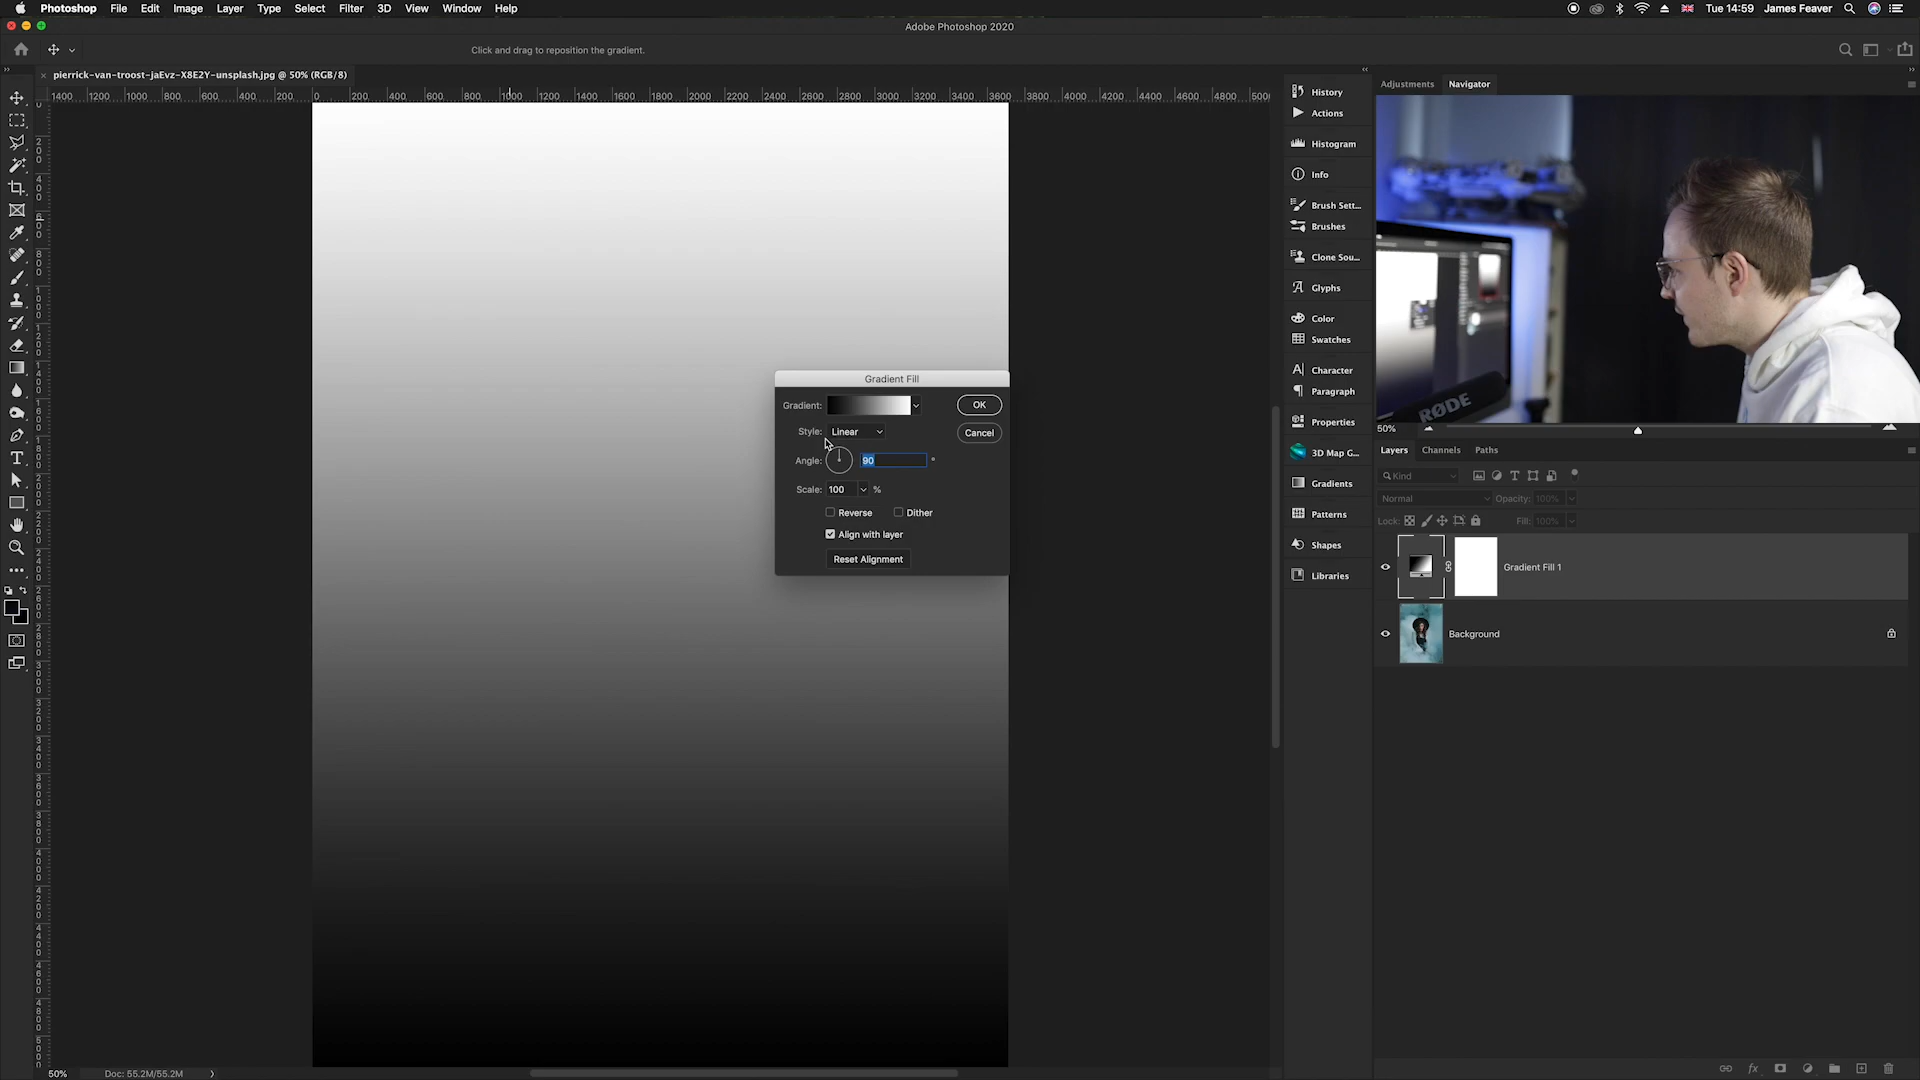 Photoshop File Edit Image Layer Type Select Filter 3D View Window Help
Tue 14:59 James Feaver
Adobe Photoshop 2020
Click and drag to reposition the gradient.
pierrick-van-troost-jaEvz-X8E2Y-unsplash.jpg @ 50% (RGB/8)
1400 1200 1000 800 600 400 200 0 200 400 600 800 1000 1200 1400 1600 1800 2000 2200 2400 2600 2800 3000 3200 3400 3600 3800 4000 4200 4400 4600 4800 5000
Gradient Fill
Gradient:
OK
Style: Linear
Cancel
Angle: 90 °
Scale: 100 %
Reverse Dither
Align with layer
Reset Alignment
50% Doc: 55.2M/55.2M
History
Actions
Histogram
Info
Brush Sett...
Brushes
Clone Sou...
Glyphs
Color
Swatches
Character
Paragraph
Properties
3D Map G...
Gradients
Patterns
Shapes
Libraries
Adjustments Navigator
RØDE
50%
Layers Channels Paths
Kind
Normal Opacity: 100%
Lock: Fill: 100%
Gradient Fill 1
Background